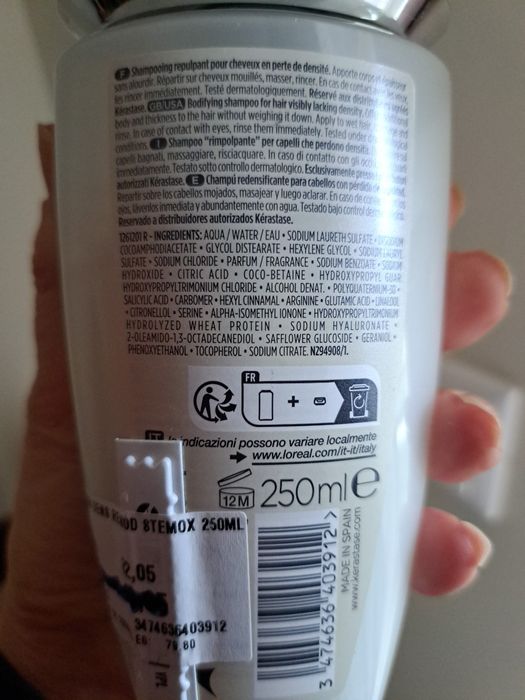 F Shampooing repulpant pour cheveux en perte de densité. Apporte corps et
sans alourdir. Répartir sur cheveux mouillés, masser, rincer. En cas de contact
les rincer immédiatement. Testé dermatologiquement. Réservé aux
Kérastase. GB/USA Bodifying shampoo for hair visibly lacking density. Offers
body and thickness to the hair without weighing it down. Apply to wet hair,
rinse. In case of contact with eyes, rinse them immediately. Tested under
conditions. I Shampoo "rimpolpante" per capelli che perdono densità.
capelli bagnati, massaggiare, risciacquare. In caso di contatto con gli occhi,
immediatamente. Testato sotto controllo dermatologico. Esclusivamente presso
autorizzati Kérastase. E Champú redensificante para cabellos con pérdida de
Repartir sobre los cabellos mojados, masajear y luego aclarar. En caso de
ojos, lávenlos inmediata y abundantemente con agua. Testado bajo control
Reservado a distribuidores autorizados Kérastase.
1261201 R - INGREDIENTS: AQUA / WATER / EAU • SODIUM LAURETH SULFATE • DISODIUM
COCOAMPHODIACETATE • GLYCOL DISTEARATE • HEXYLENE GLYCOL • SODIUM LAURYL
SULFATE • SODIUM CHLORIDE • PARFUM / FRAGRANCE • SODIUM BENZOATE • SODIUM
HYDROXIDE • CITRIC ACID • COCO-BETAINE • HYDROXYPROPYL GUAR
HYDROXYPROPYLTRIMONIUM CHLORIDE • ALCOHOL DENAT. • POLYQUATERNIUM-30 •
SALICYLIC ACID • CARBOMER • HEXYL CINNAMAL • ARGININE • GLUTAMIC ACID • LINALOOL
• CITRONELLOL • SERINE • ALPHA-ISOMETHYL IONONE • HYDROXYPROPYLTRIMONIUM
HYDROLYZED WHEAT PROTEIN • SODIUM HYALURONATE •
2-OLEAMIDO-1,3-OCTADECANEDIOL • SAFFLOWER GLUCOSIDE • GERANIOL •
PHENOXYETHANOL • TOCOPHEROL • SODIUM CITRATE. N294908/1.
FR
+
IT le indicazioni possono variare localmente
www.loreal.com/it-it/italy
12M 250ml e
8TEMOX 250ML
2,05
3474636403912
79,80
3 474636 403912 >
MADE IN SPAIN
www.kerastase.com